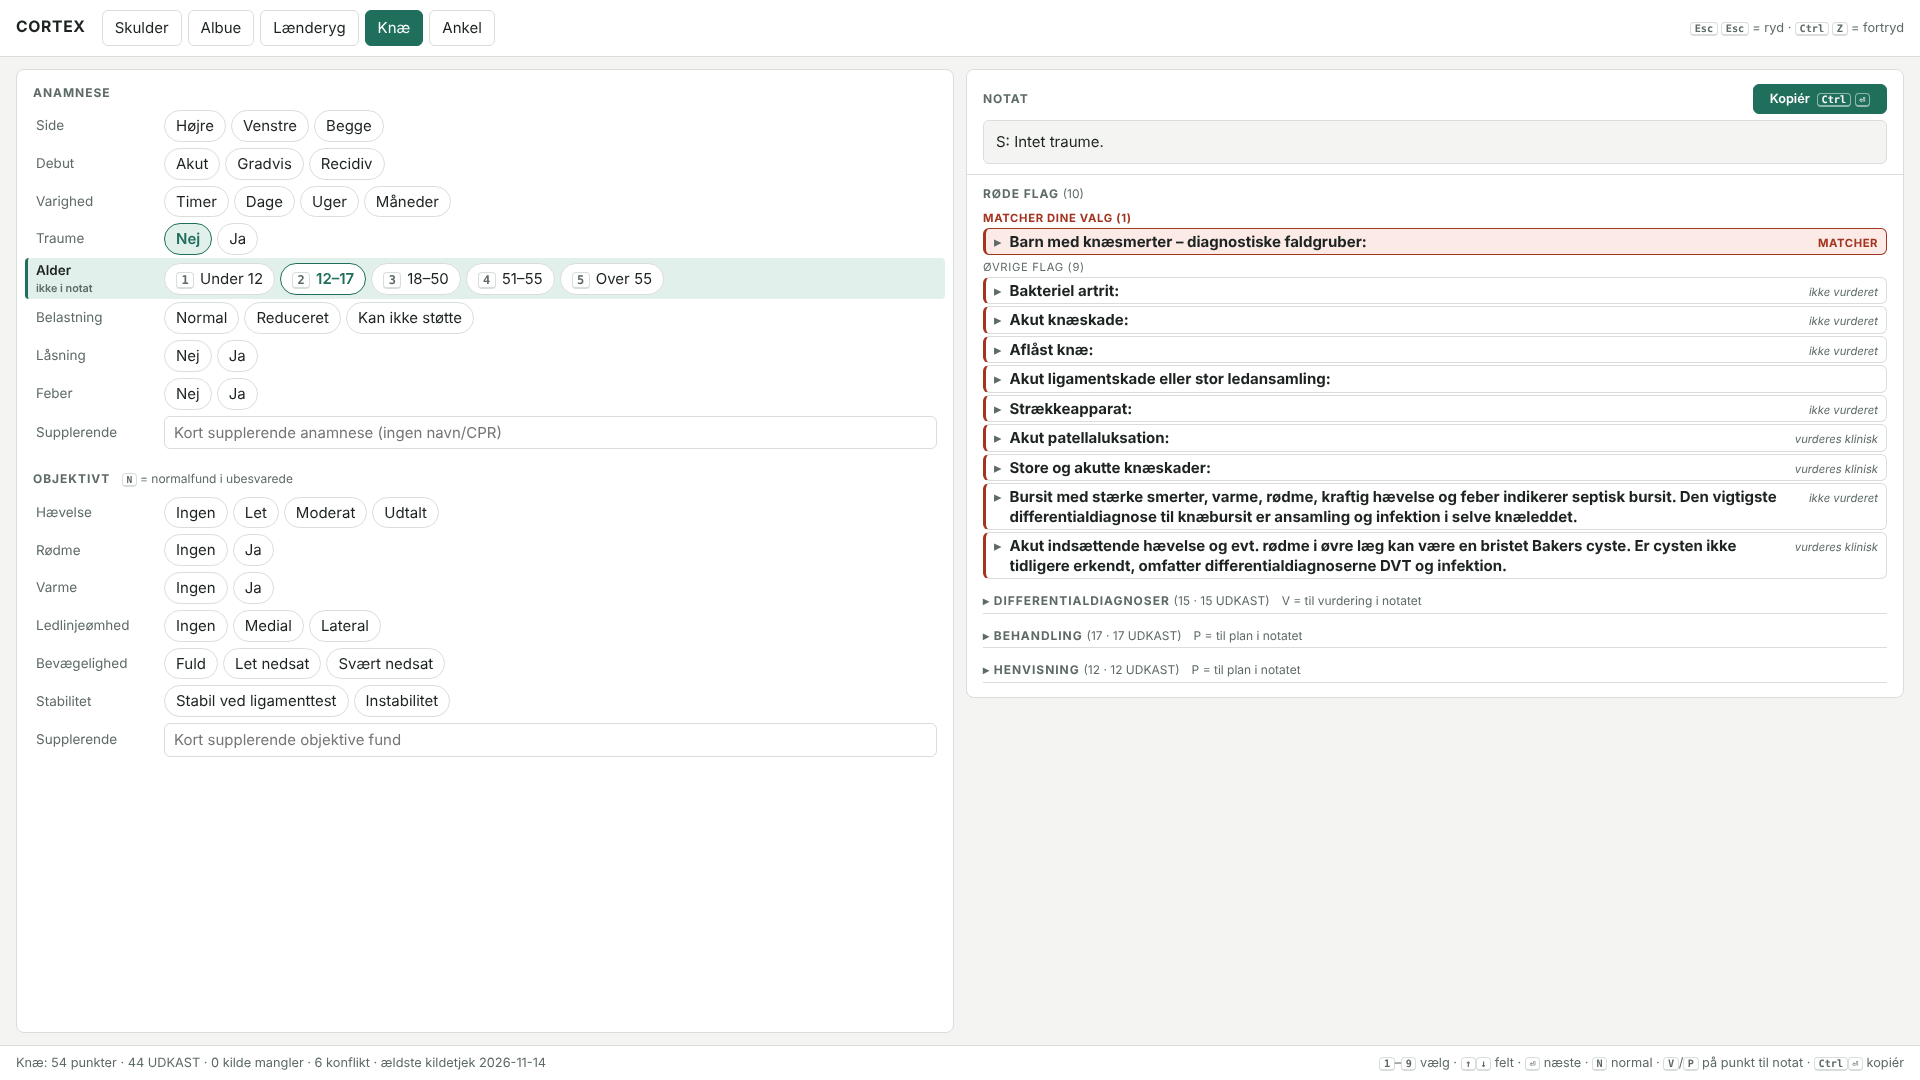 CORTEX Skulder Albue Lænderyg Knæ Ankel Esc Esc = ryd · Ctrl Z = fortryd
ANAMNESE
Side Højre Venstre Begge
Debut Akut Gradvis Recidiv
Varighed Timer Dage Uger Måneder
Traume Nej Ja
Alder
ikke i notat
1 Under 12 2 12–17 3 18–50 4 51–55 5 Over 55
Belastning Normal Reduceret Kan ikke støtte
Låsning Nej Ja
Feber Nej Ja
Supplerende Kort supplerende anamnese (ingen navn/CPR)
OBJEKTIVT N = normalfund i ubesvarede
Hævelse Ingen Let Moderat Udtalt
Rødme Ingen Ja
Varme Ingen Ja
Ledlinjeømhed Ingen Medial Lateral
Bevægelighed Fuld Let nedsat Svært nedsat
Stabilitet Stabil ved ligamenttest Instabilitet
Supplerende Kort supplerende objektive fund
NOTAT Kopiér Ctrl ⏎
S: Intet traume.
RØDE FLAG (10)
MATCHER DINE VALG (1)
▸ Barn med knæsmerter – diagnostiske faldgruber: MATCHER
ØVRIGE FLAG (9)
▸ Bakteriel artrit: ikke vurderet
▸ Akut knæskade: ikke vurderet
▸ Aflåst knæ: ikke vurderet
▸ Akut ligamentskade eller stor ledansamling:
▸ Strækkeapparat: ikke vurderet
▸ Akut patellaluksation: vurderes klinisk
▸ Store og akutte knæskader: vurderes klinisk
▸ Bursit med stærke smerter, varme, rødme, kraftig hævelse og feber indikerer septisk bursit. Den vigtigste ikke vurderet
differentialdiagnose til knæbursit er ansamling og infektion i selve knæleddet.
▸ Akut indsættende hævelse og evt. rødme i øvre læg kan være en bristet Bakers cyste. Er cysten ikke vurderes klinisk
tidligere erkendt, omfatter differentialdiagnoserne DVT og infektion.
▸ DIFFERENTIALDIAGNOSER (15 · 15 UDKAST) V = til vurdering i notatet
▸ BEHANDLING (17 · 17 UDKAST) P = til plan i notatet
▸ HENVISNING (12 · 12 UDKAST) P = til plan i notatet
Knæ: 54 punkter · 44 UDKAST · 0 kilde mangler · 6 konflikt · ældste kildetjek 2026-11-14
1–9 vælg · ↑↓ felt · ⏎ næste · N normal · V/P på punkt til notat · Ctrl ⏎ kopiér